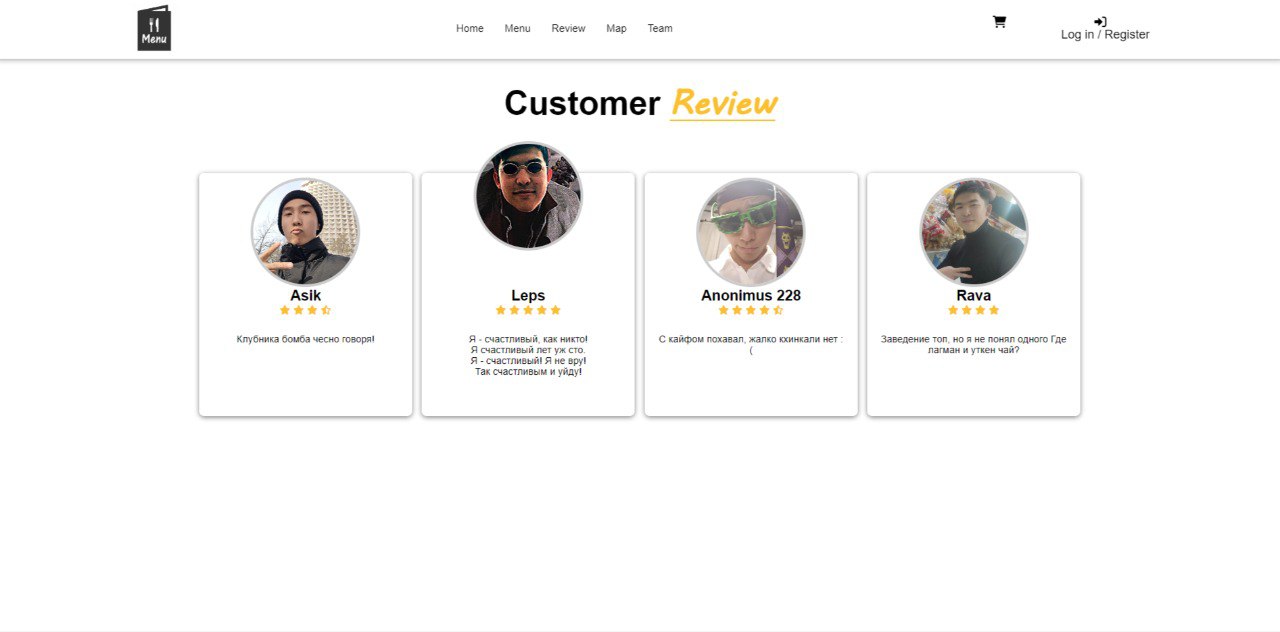 Menu
Home Menu Review Map Team
Log in / Register
Customer Review
Asik
Клубника бомба чесно говоря!
Leps
Я - счастливый, как никто!
Я счастливый лет уж сто.
Я - счастливый! Я не вру!
Так счастливым и уйду!
Anonimus 228
С кайфом похавал, жалко кхинкали нет :
(
Rava
Заведение топ, но я не понял одного Где
лагман и уткен чай?